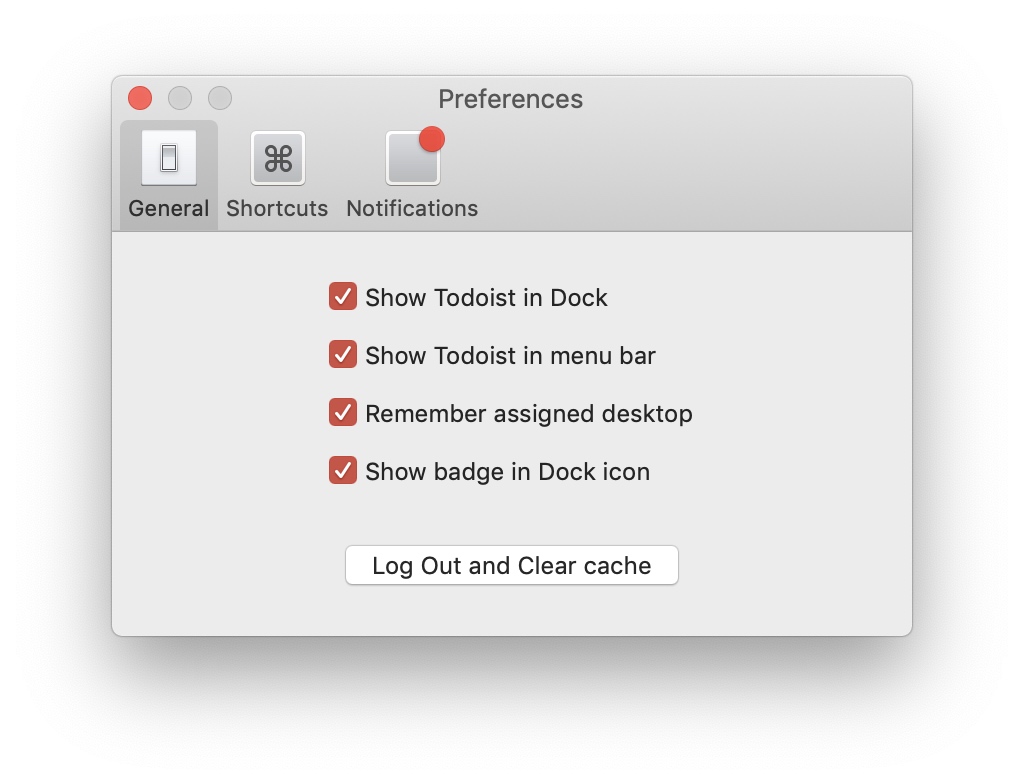 Preferences
General Shortcuts Notifications
Show Todoist in Dock
Show Todoist in menu bar
Remember assigned desktop
Show badge in Dock icon
Log Out and Clear cache